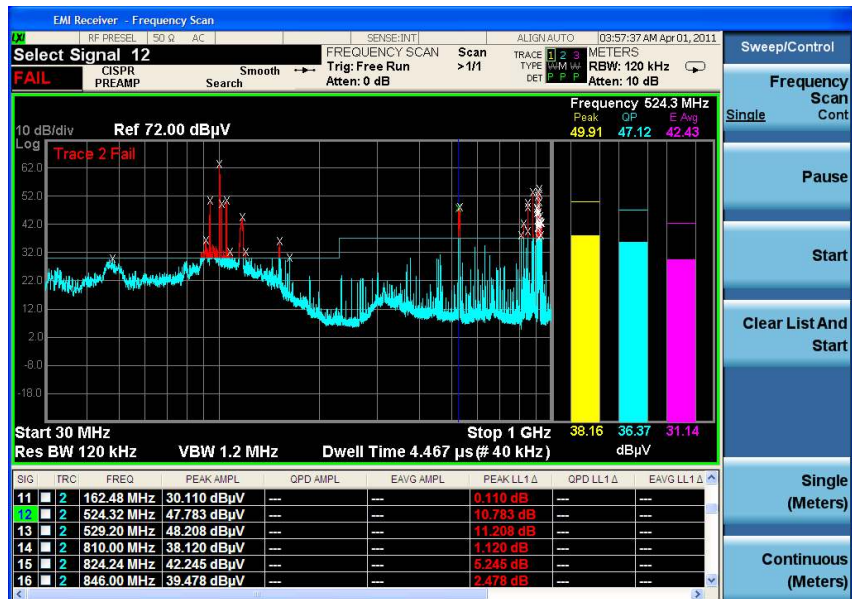 EMI Receiver - Frequency Scan
LXI RF PRESEL 50 Ω AC SENSE:INT ALIGN AUTO 03:57:37 AM Apr 01, 2011
Select Signal 12
FREQUENCY SCAN Scan
Trig: Free Run >1/1
Atten: 0 dB
TRACE 1 2 3
TYPE W M W
DET P P P
METERS
RBW: 120 kHz
Atten: 10 dB
FAIL
CISPR Smooth
PREAMP Search
Frequency 524.3 MHz
Peak QP E Avg
49.91 47.12 42.43
10 dB/div Ref 72.00 dBµV
Log
Trace 2 Fail
62.0
52.0
42.0
32.0
22.0
12.0
2.0
-8.0
-18.0
38.16 36.37 31.14
dBµV
Start 30 MHz Stop 1 GHz
Res BW 120 kHz VBW 1.2 MHz Dwell Time 4.467 µs (# 40 kHz)
SIG TRC FREQ PEAK AMPL QPD AMPL EAVG AMPL PEAK LL1 Δ QPD LL1 Δ EAVG LL1 Δ
11 2 162.48 MHz 30.110 dBµV --- --- 0.110 dB --- ---
12 2 524.32 MHz 47.783 dBµV --- --- 10.783 dB --- ---
13 2 529.20 MHz 48.208 dBµV --- --- 11.208 dB --- ---
14 2 810.00 MHz 38.120 dBµV --- --- 1.120 dB --- ---
15 2 824.24 MHz 42.245 dBµV --- --- 5.245 dB --- ---
16 2 846.00 MHz 39.478 dBµV --- --- 2.478 dB --- ---
Sweep/Control
Frequency
Scan
Single Cont
Pause
Start
Clear List And
Start
Single
(Meters)
Continuous
(Meters)